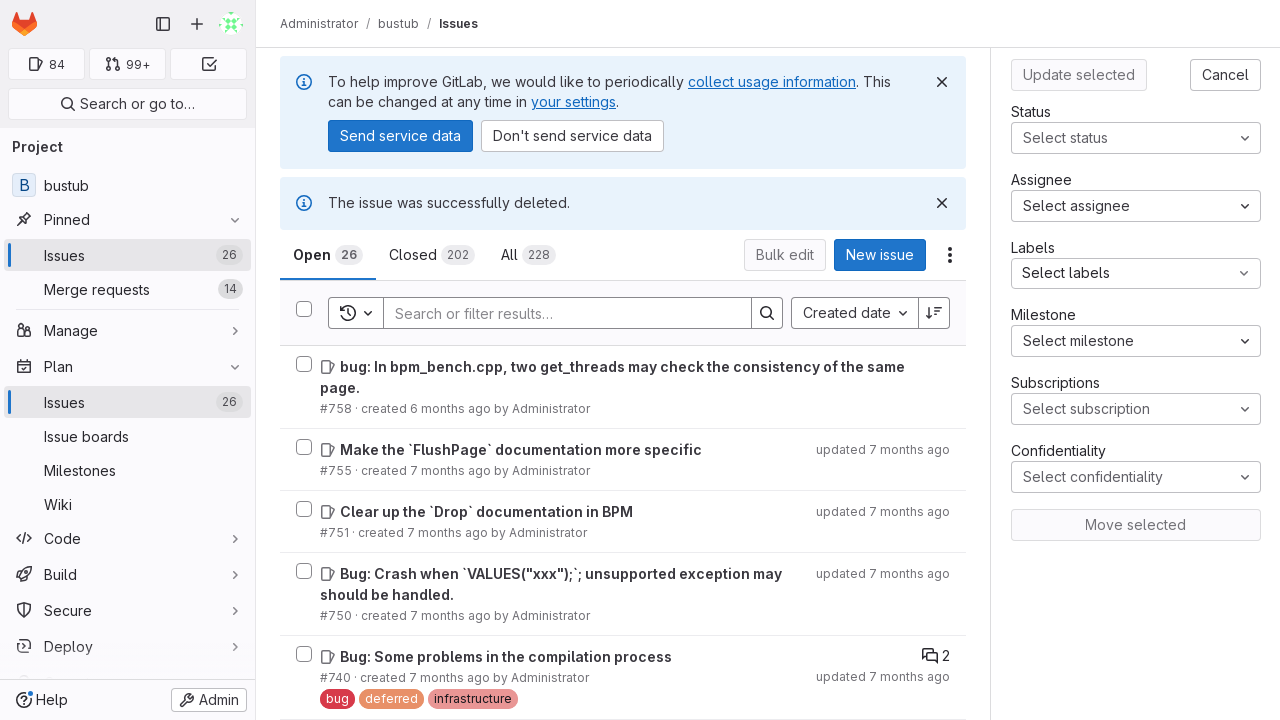 Administrator / bustub / Issues
84
99+
Search or go to…
Project
B bustub
Pinned
Issues 26
Merge requests 14
Manage
Plan
Issues 26
Issue boards
Milestones
Wiki
Code
Build
Secure
Deploy
Help
Admin
To help improve GitLab, we would like to periodically collect usage information. This
can be changed at any time in your settings.
Send service data
Don't send service data
The issue was successfully deleted.
Open 26
Closed 202
All 228
Bulk edit
New issue
Search or filter results…
Created date
bug: In bpm_bench.cpp, two get_threads may check the consistency of the same
page.
#758 · created 6 months ago by Administrator
Make the `FlushPage` documentation more specific
updated 7 months ago
#755 · created 7 months ago by Administrator
Clear up the `Drop` documentation in BPM
updated 7 months ago
#751 · created 7 months ago by Administrator
Bug: Crash when `VALUES("xxx");`; unsupported exception may
updated 7 months ago
should be handled.
#750 · created 7 months ago by Administrator
Bug: Some problems in the compilation process
2
#740 · created 7 months ago by Administrator
updated 7 months ago
bug deferred infrastructure
Update selected
Cancel
Status
Select status
Assignee
Select assignee
Labels
Select labels
Milestone
Select milestone
Subscriptions
Select subscription
Confidentiality
Select confidentiality
Move selected